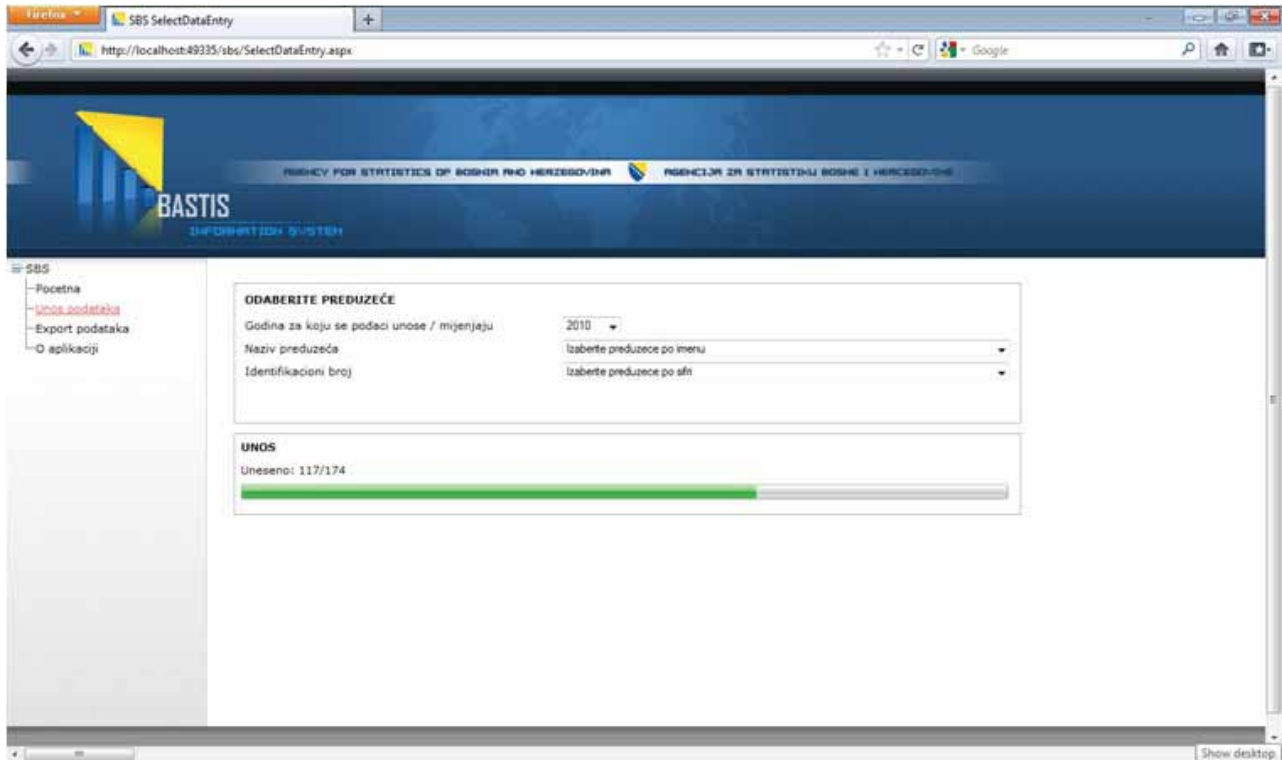 Firefox
SBS SelectDataEntry
http://localhost:49335/sbs/SelectDataEntry.aspx
Google
AGENCY FOR STATISTICS OF BOSNIA AND HERZEGOVINA
AGENCIJA ZA STATISTIKU BOSNE I HERCEGOVINE
BASTIS
INFORMATION SYSTEM
SBS
Pocetna
Unos podataka
Export podataka
O aplikaciji
ODABERITE PREDUZEĆE
Godina za koju se podaci unose / mijenjaju 2010
Naziv preduzeća Izaberite preduzece po imenu
Identifikacioni broj Izaberite preduzece po sifri
UNOS
Uneseno: 117/174
Show desktop